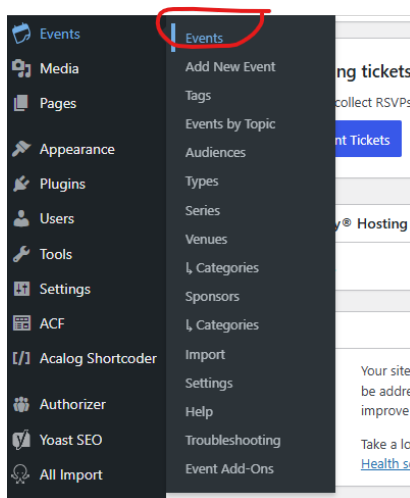 Events
Media
Pages
Appearance
Plugins
Users
Tools
Settings
ACF
[/] Acalog Shortcoder
Authorizer
Yoast SEO
All Import
Events
Add New Event
Tags
Events by Topic
Audiences
Types
Series
Venues
↳ Categories
Sponsors
↳ Categories
Import
Settings
Help
Troubleshooting
Event Add-Ons
ng tickets
collect RSVPs
nt Tickets
y® Hosting
Your site
be addre
improve
Take a lo
Health s